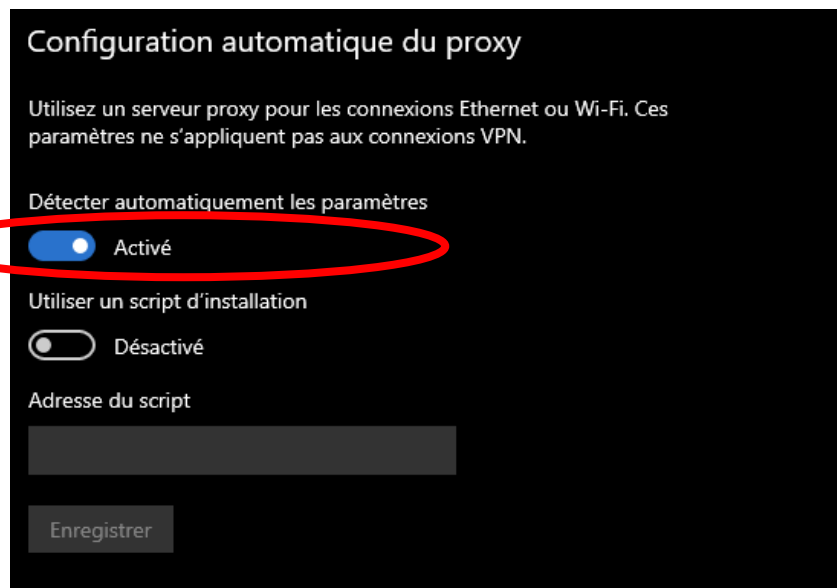 Configuration automatique du proxy
Utilisez un serveur proxy pour les connexions Ethernet ou Wi-Fi. Ces
paramètres ne s'appliquent pas aux connexions VPN.
Détecter automatiquement les paramètres
Activé
Utiliser un script d'installation
Désactivé
Adresse du script
Enregistrer